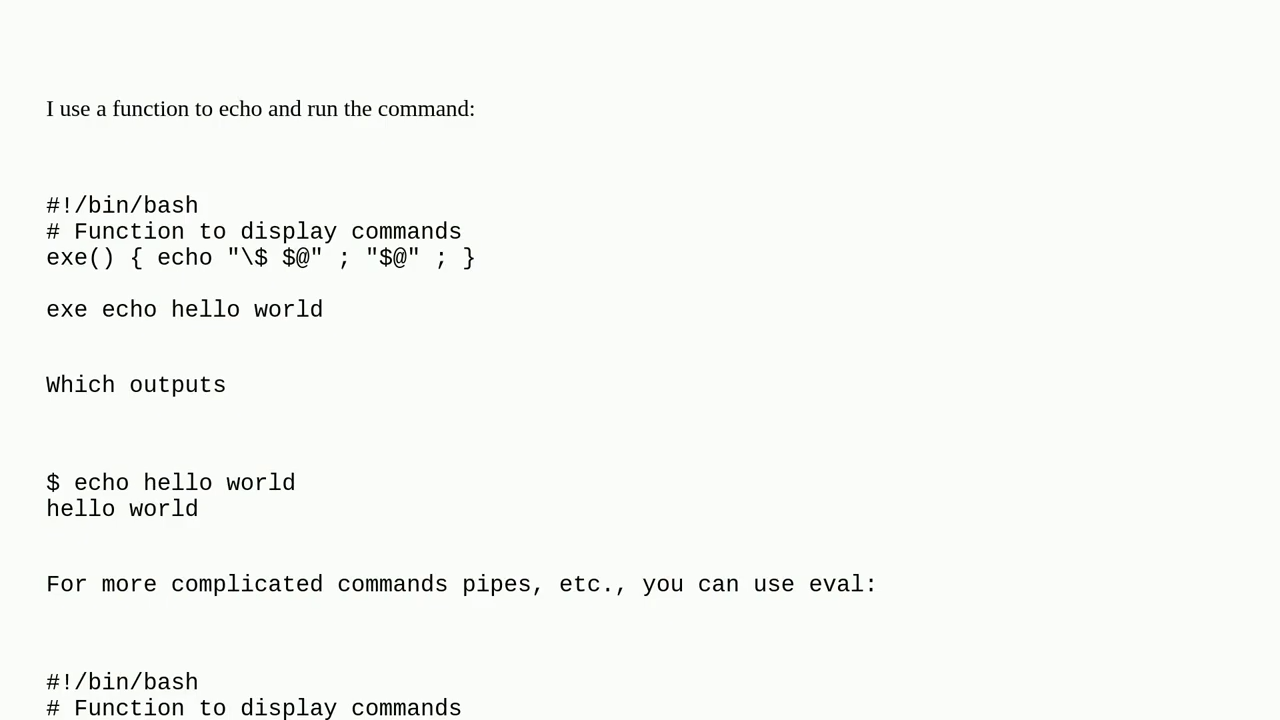 I use a function to echo and run the command:
#!/bin/bash
# Function to display commands
exe() { echo "\$ $@" ; "$@" ; }
exe echo hello world
Which outputs
$ echo hello world
hello world
For more complicated commands pipes, etc., you can use eval:
#!/bin/bash
# Function to display commands